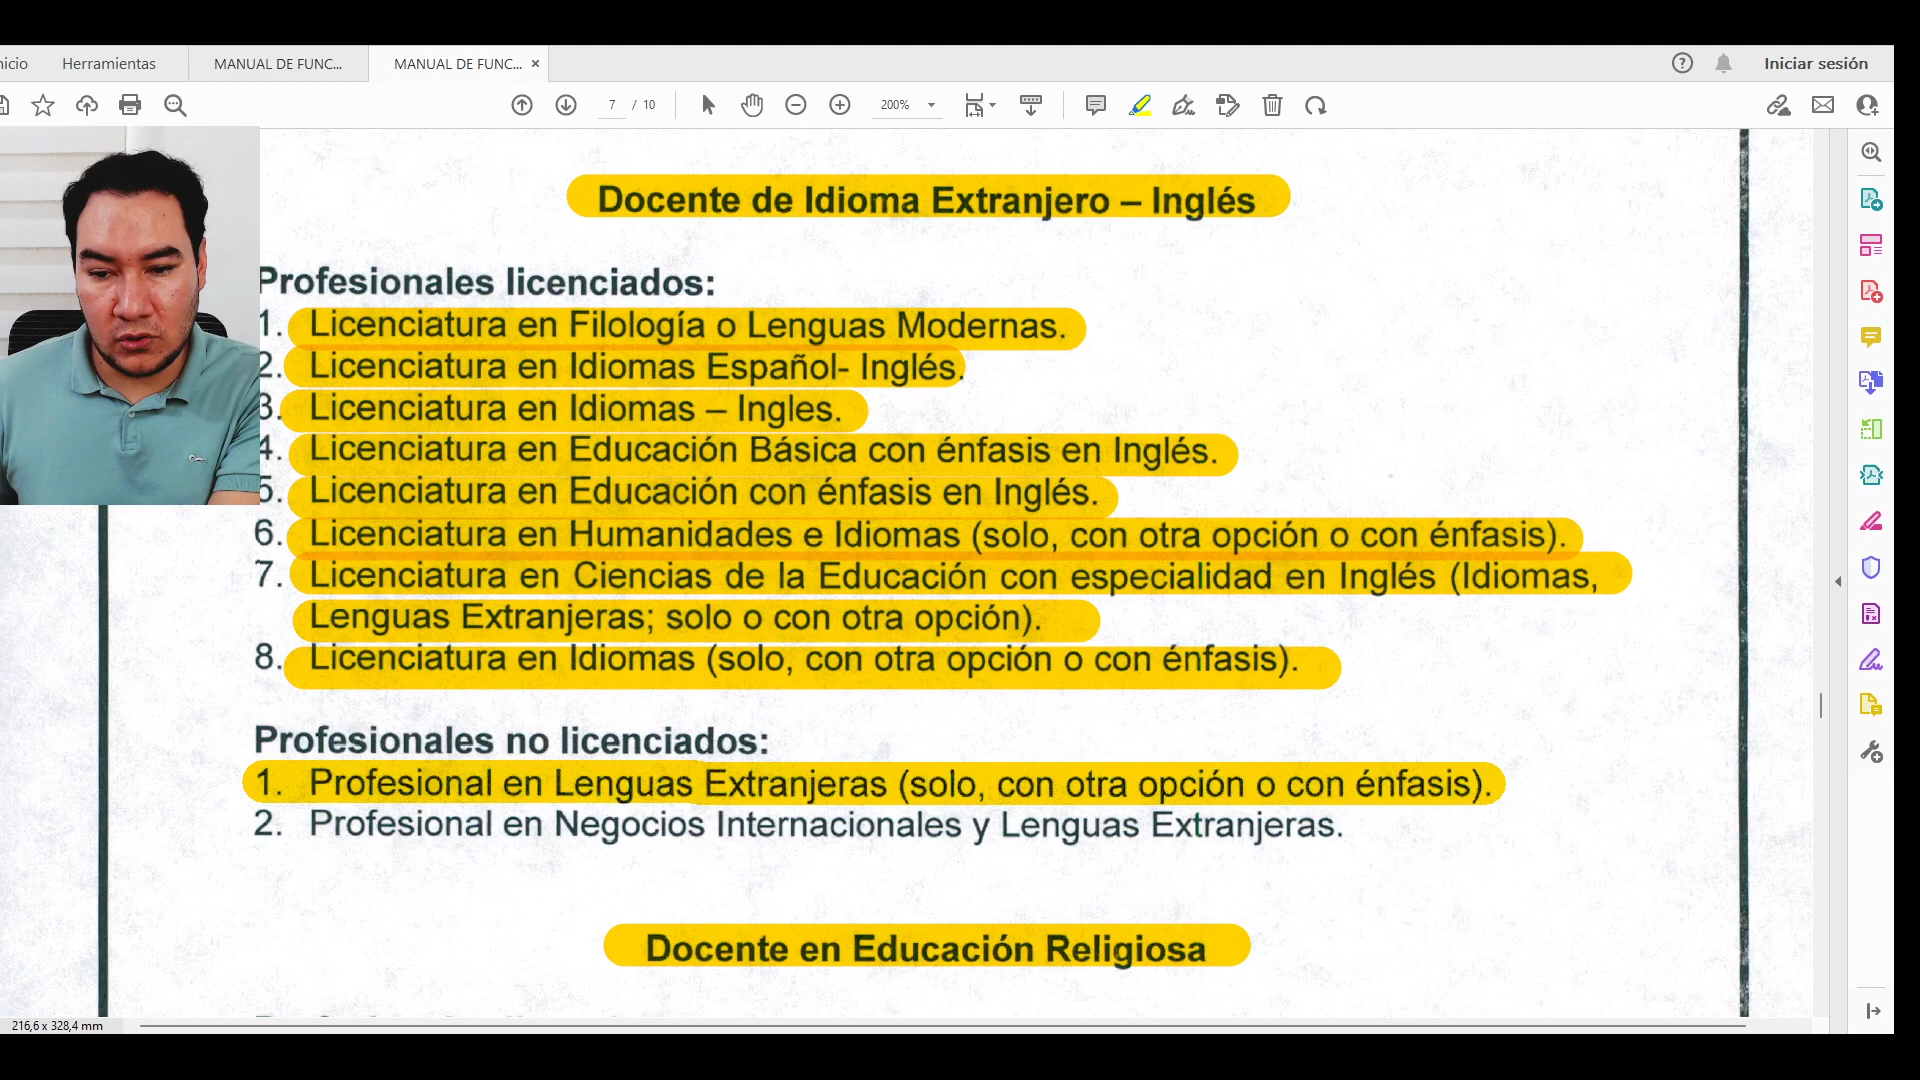 nicio
Herramientas
MANUAL DE FUNC...
MANUAL DE FUNC...
Iniciar sesión
7 / 10
200%
Docente de Idioma Extranjero – Inglés
Profesionales licenciados:
1. Licenciatura en Filología o Lenguas Modernas.
2. Licenciatura en Idiomas Español- Inglés.
3. Licenciatura en Idiomas – Ingles.
4. Licenciatura en Educación Básica con énfasis en Inglés.
5. Licenciatura en Educación con énfasis en Inglés.
6. Licenciatura en Humanidades e Idiomas (solo, con otra opción o con énfasis).
7. Licenciatura en Ciencias de la Educación con especialidad en Inglés (Idiomas,
Lenguas Extranjeras; solo o con otra opción).
8. Licenciatura en Idiomas (solo, con otra opción o con énfasis).
Profesionales no licenciados:
1. Profesional en Lenguas Extranjeras (solo, con otra opción o con énfasis).
2. Profesional en Negocios Internacionales y Lenguas Extranjeras.
Docente en Educación Religiosa
216,6 x 328,4 mm